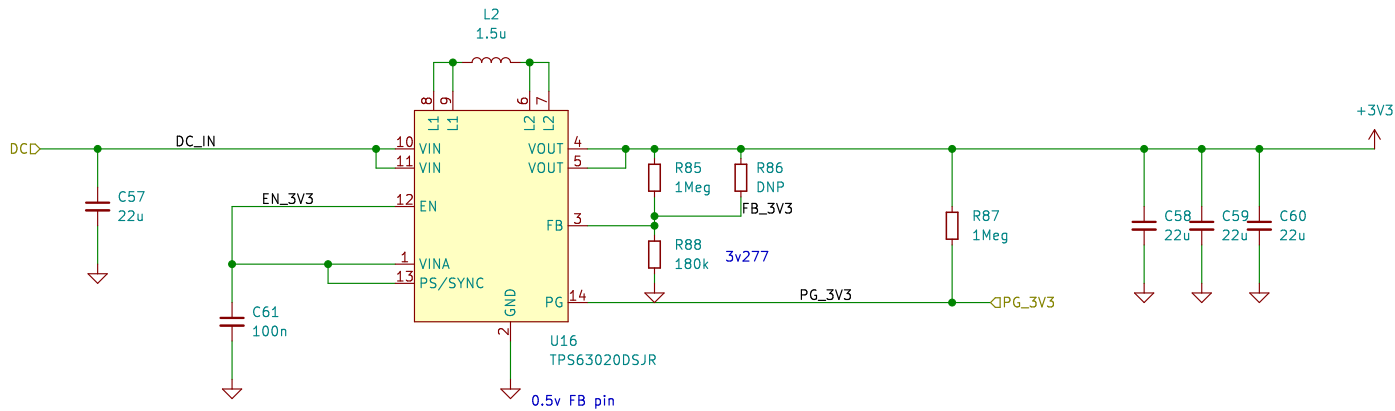 L2
1.5u
8
9
6
7
L1
L1
L2
L2
+3V3
DC
DC_IN
10
VIN
VOUT
4
11
VIN
VOUT
5
R85
1Meg
R86
DNP
C57
22u
EN_3V3
12
EN
FB_3V3
FB
3
R87
1Meg
C58
22u
C59
22u
C60
22u
R88
180k
3v277
1
VINA
13
PS/SYNC
PG
14
PG_3V3
PG_3V3
C61
100n
GND
2
U16
TPS63020DSJR
0.5v FB pin